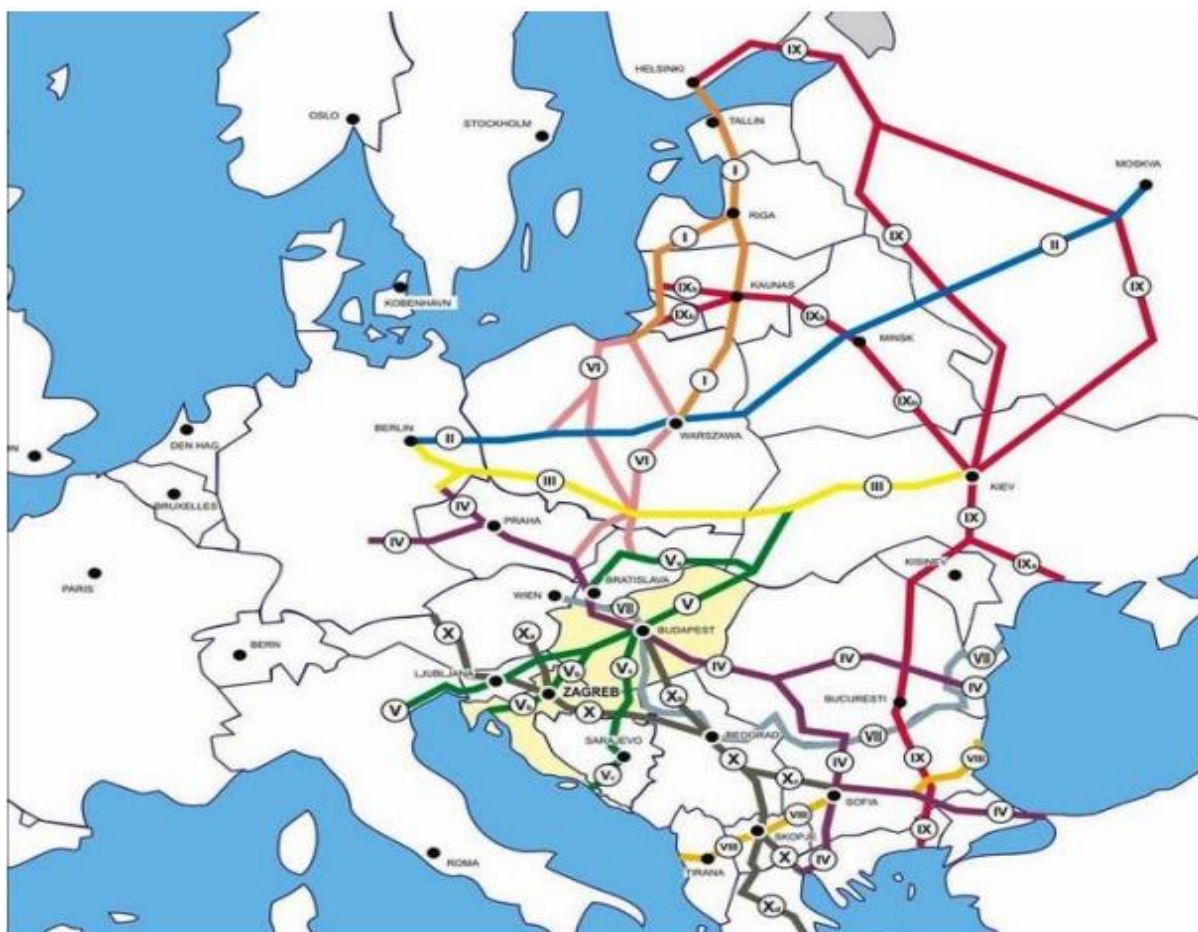 IX
HELSINKI
OSLO
STOCKHOLM
TALLIN
MOSKVA
I
RIGA
I
IX
II
IX
KOBENHAVN
IXb
KAUNAS
IXb
IXb
MINSK
VI
I
IXb
BERLIN
II
WARSZAWA
DEN HAG
VI
III
III
KIEV
BRUXELLES
IV
PRAHA
IX
IV
Va
IXa
KISINEV
PARIS
BRATISLAVA
WIEN
VII
V
BUDAPEST
X
Xa
BERN
IV
IV
VII
LJUBLJANA
Vb
Vc
ZAGREB
Xb
IV
V
Vb
X
BUCURESTI
SARAJEVO
BEOGRAD
VII
X
IV
IX
VIII
Vc
Xc
SOFIA
VIII
IV
SKOPJE
IX
ROMA
VIII
TIRANA
X
IV
Xd